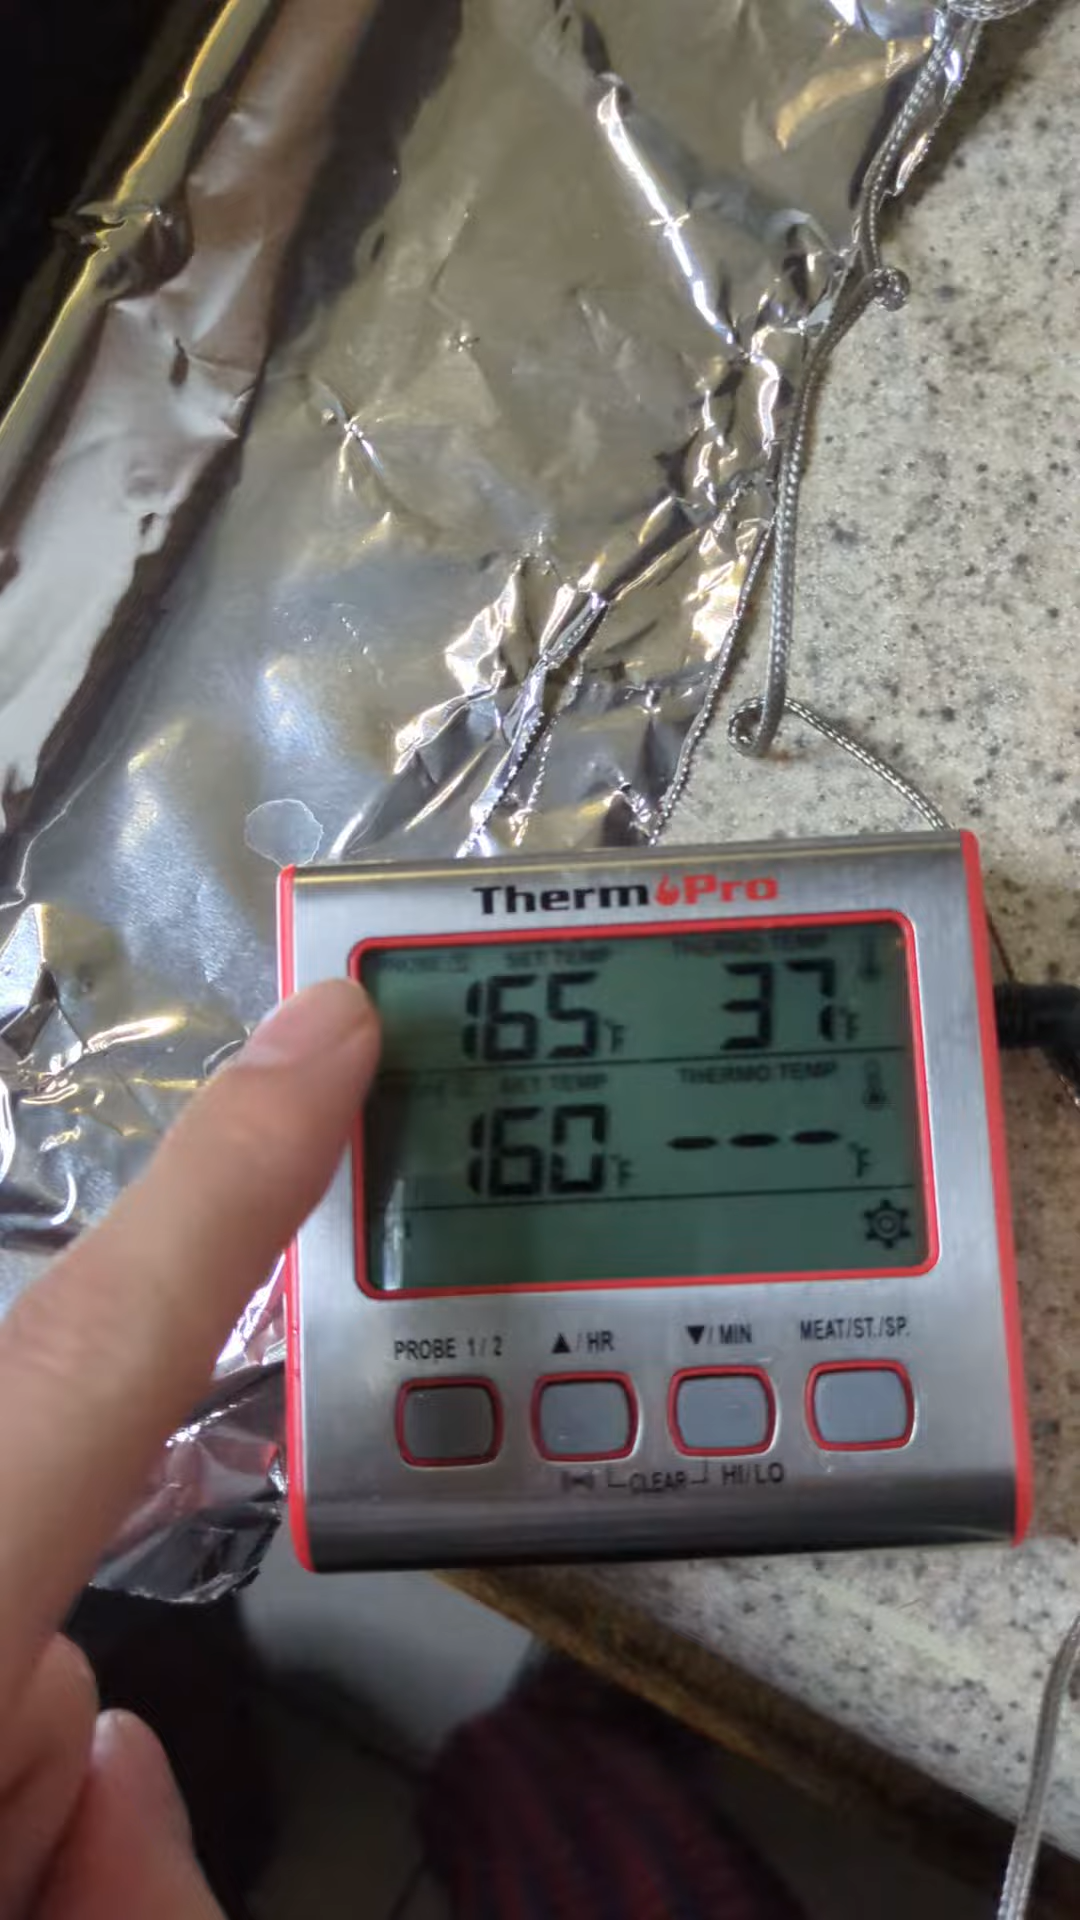 ThermoPro
SET TEMP THERMO TEMP
165°F 37°F
SET TEMP THERMO TEMP
160°F ---°F
PROBE 1/2 ▲/HR ▼/MIN MEAT/ST./SP.
CLEAR HI/LO